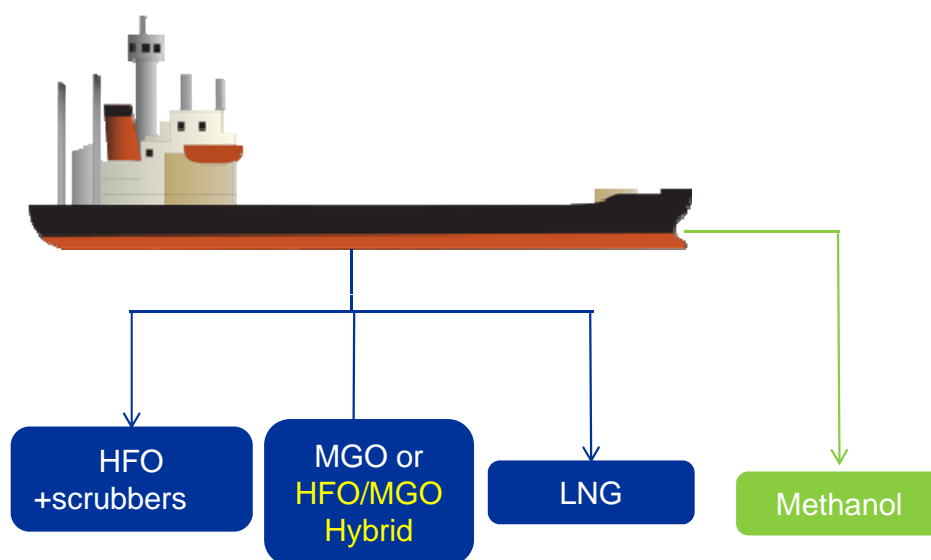 HFO
+scrubbers
MGO or
HFO/MGO
Hybrid
LNG
Methanol